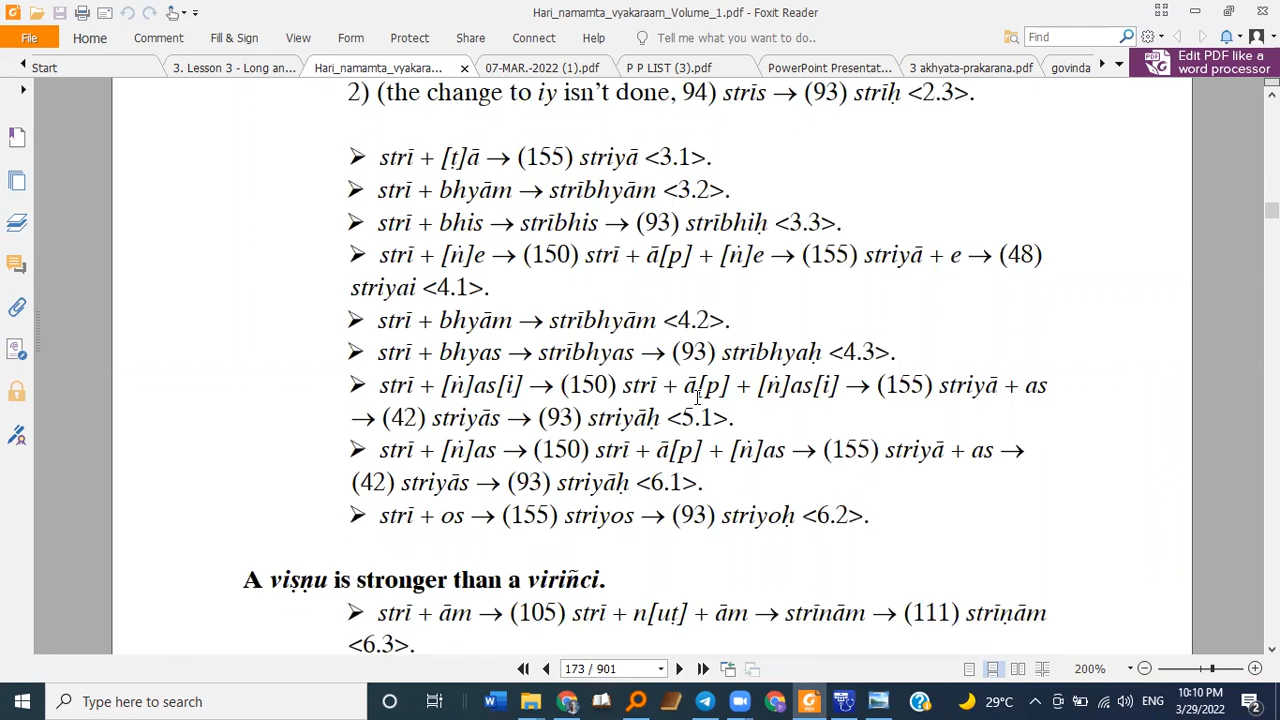 Hari_namamta_vyakaraam_Volume_1.pdf - Foxit Reader
File Home Comment Fill & Sign View Form Protect Share Connect Help Tell me what you want to do.. Find
Start 3. Lesson 3 - Long an... Hari_namamta_vyakara... 07-MAR-2022 (1).pdf P P LIST (3).pdf PowerPoint Presentat... 3 akhyata-prakarana.pdf govinda Edit PDF like a word processor
2) (the change to iy isn’t done, 94) strīs → (93) strīḥ <2.3>.
➢ strī + [ṭ]ā → (155) striyā <3.1>.
➢ strī + bhyām → strībhyām <3.2>.
➢ strī + bhis → strībhis → (93) strībhiḥ <3.3>.
➢ strī + [ṅ]e → (150) strī + ā[p] + [ṅ]e → (155) striyā + e → (48)
striyai <4.1>.
➢ strī + bhyām → strībhyām <4.2>.
➢ strī + bhyas → strībhyas → (93) strībhyaḥ <4.3>.
➢ strī + [ṅ]as[i] → (150) strī + ā[p] + [ṅ]as[i] → (155) striyā + as
→ (42) striyās → (93) striyāḥ <5.1>.
➢ strī + [ṅ]as → (150) strī + ā[p] + [ṅ]as → (155) striyā + as →
(42) striyās → (93) striyāḥ <6.1>.
➢ strī + os → (155) striyos → (93) striyoḥ <6.2>.
A viṣṇu is stronger than a viriñci.
➢ strī + ām → (105) strī + n[uṭ] + ām → strīnām → (111) strīṇām
<6.3>.
173 / 901 200%
Type here to search 29°C ENG 10:10 PM 3/29/2022 2